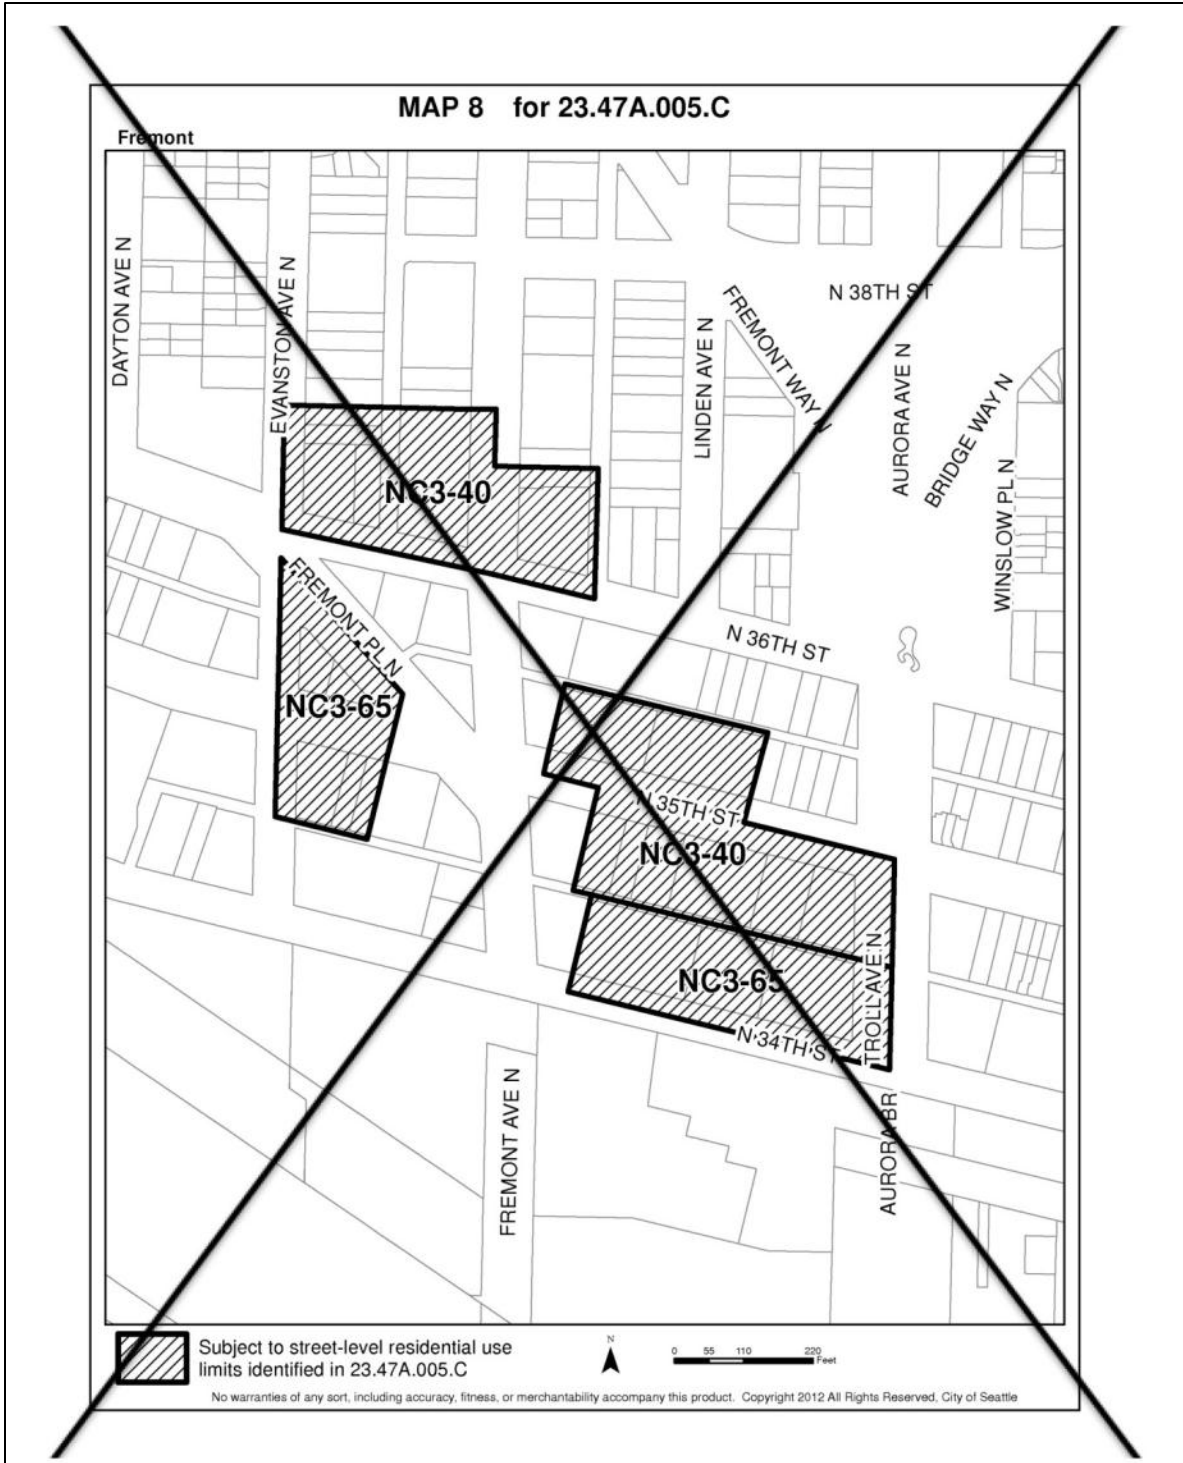 MAP 8 for 23.47A.005.C
Fremont
DAYTON AVE N
EVANSTON AVE N
N 38TH ST
FREMONT WAY N
LINDEN AVE N
AURORA AVE N
BRIDGE WAY N
WINSLOW PL N
NC3-40
FREMONT PL N
N 36TH ST
NC3-65
N 35TH ST
NC3-40
NC3-65
TROLL AVE N
N 34TH ST
FREMONT AVE N
AURORA BR
Subject to street-level residential use
limits identified in 23.47A.005.C
N
0 55 110 220
Feet
No warranties of any sort, including accuracy, fitness, or merchantability accompany this product. Copyright 2012 All Rights Reserved, City of Seattle